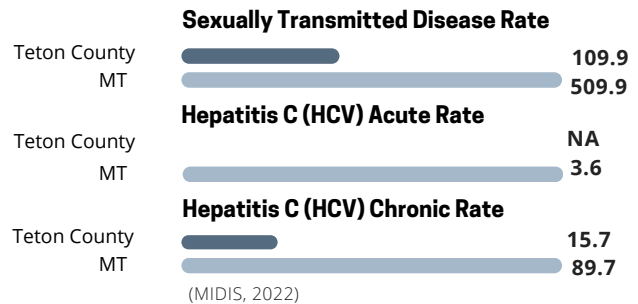 Sexually Transmitted Disease Rate
Teton County 109.9
MT 509.9
Hepatitis C (HCV) Acute Rate
Teton County NA
MT 3.6
Hepatitis C (HCV) Chronic Rate
Teton County 15.7
MT 89.7
(MIDIS, 2022)